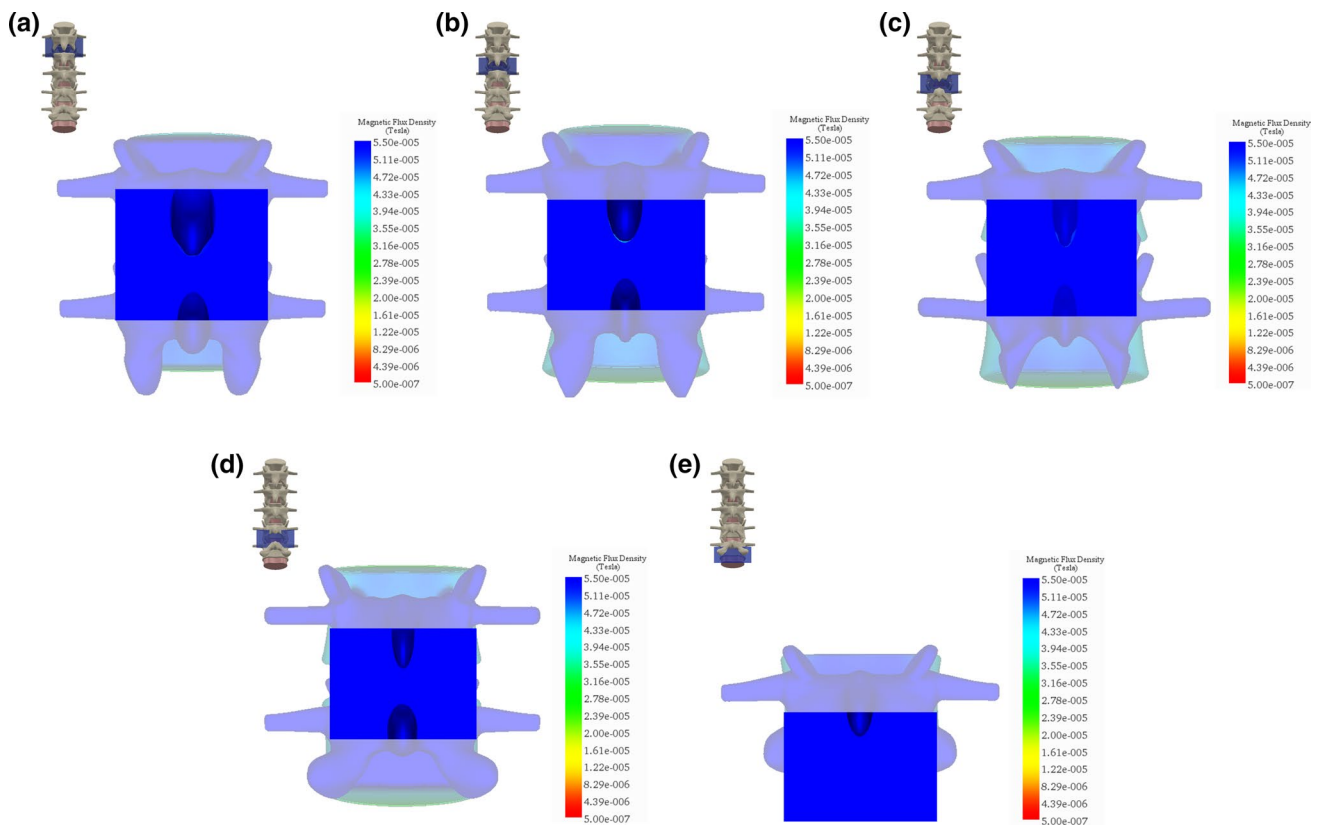 (a)
Magnetic Flux Density
(Tesla)
5.50e-005
5.11e-005
4.72e-005
4.33e-005
3.94e-005
3.55e-005
3.16e-005
2.78e-005
2.39e-005
2.00e-005
1.61e-005
1.22e-005
8.29e-006
4.39e-006
5.00e-007
(b)
Magnetic Flux Density
(Tesla)
5.50e-005
5.11e-005
4.72e-005
4.33e-005
3.94e-005
3.55e-005
3.16e-005
2.78e-005
2.39e-005
2.00e-005
1.61e-005
1.22e-005
8.29e-006
4.39e-006
5.00e-007
(c)
Magnetic Flux Density
(Tesla)
5.50e-005
5.11e-005
4.72e-005
4.33e-005
3.94e-005
3.55e-005
3.16e-005
2.78e-005
2.39e-005
2.00e-005
1.61e-005
1.22e-005
8.29e-006
4.39e-006
5.00e-007
(d)
Magnetic Flux Density
(Tesla)
5.50e-005
5.11e-005
4.72e-005
4.33e-005
3.94e-005
3.55e-005
3.16e-005
2.78e-005
2.39e-005
2.00e-005
1.61e-005
1.22e-005
8.29e-006
4.39e-006
5.00e-007
(e)
Magnetic Flux Density
(Tesla)
5.50e-005
5.11e-005
4.72e-005
4.33e-005
3.94e-005
3.55e-005
3.16e-005
2.78e-005
2.39e-005
2.00e-005
1.61e-005
1.22e-005
8.29e-006
4.39e-006
5.00e-007